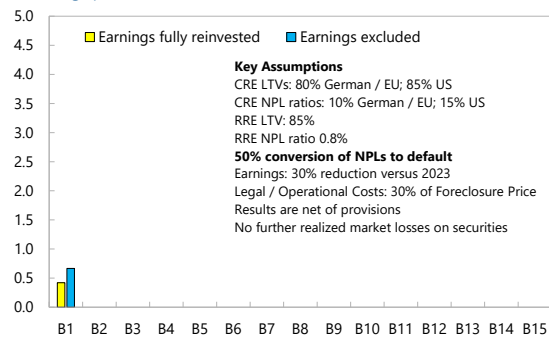 5.0
4.5
4.0
3.5
3.0
2.5
2.0
1.5
1.0
0.5
0.0
Earnings fully reinvested Earnings excluded
Key Assumptions
CRE LTVs: 80% German / EU; 85% US
CRE NPL ratios: 10% German / EU; 15% US
RRE LTV: 85%
RRE NPL ratio 0.8%
50% conversion of NPLs to default
Earnings: 30% reduction versus 2023
Legal / Operational Costs: 30% of Foreclosure Price
Results are net of provisions
No further realized market losses on securities
B1 B2 B3 B4 B5 B6 B7 B8 B9 B10 B11 B12 B13 B14 B15